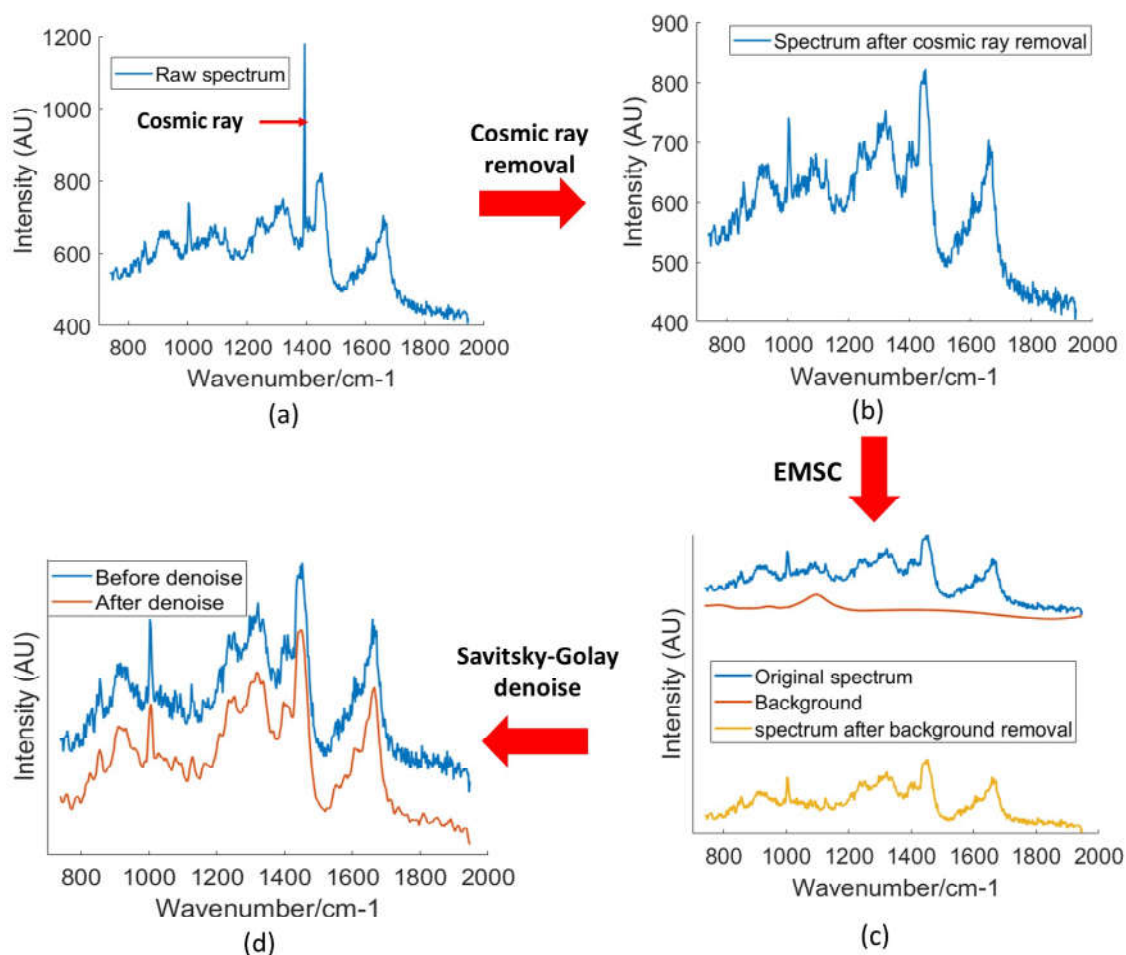 1200
1000
800
600
400
Intensity (AU)
Raw spectrum
Cosmic ray
800 1000 1200 1400 1600 1800 2000
Wavenumber/cm-1
(a)
Cosmic ray
removal
900
800
700
600
500
400
Intensity (AU)
Spectrum after cosmic ray removal
800 1000 1200 1400 1600 1800 2000
Wavenumber/cm-1
(b)
EMSC
Intensity (AU)
Original spectrum
Background
spectrum after background removal
800 1000 1200 1400 1600 1800 2000
Wavenumber/cm-1
(c)
Savitsky-Golay
denoise
Intensity (AU)
Before denoise
After denoise
800 1000 1200 1400 1600 1800 2000
Wavenumber/cm-1
(d)